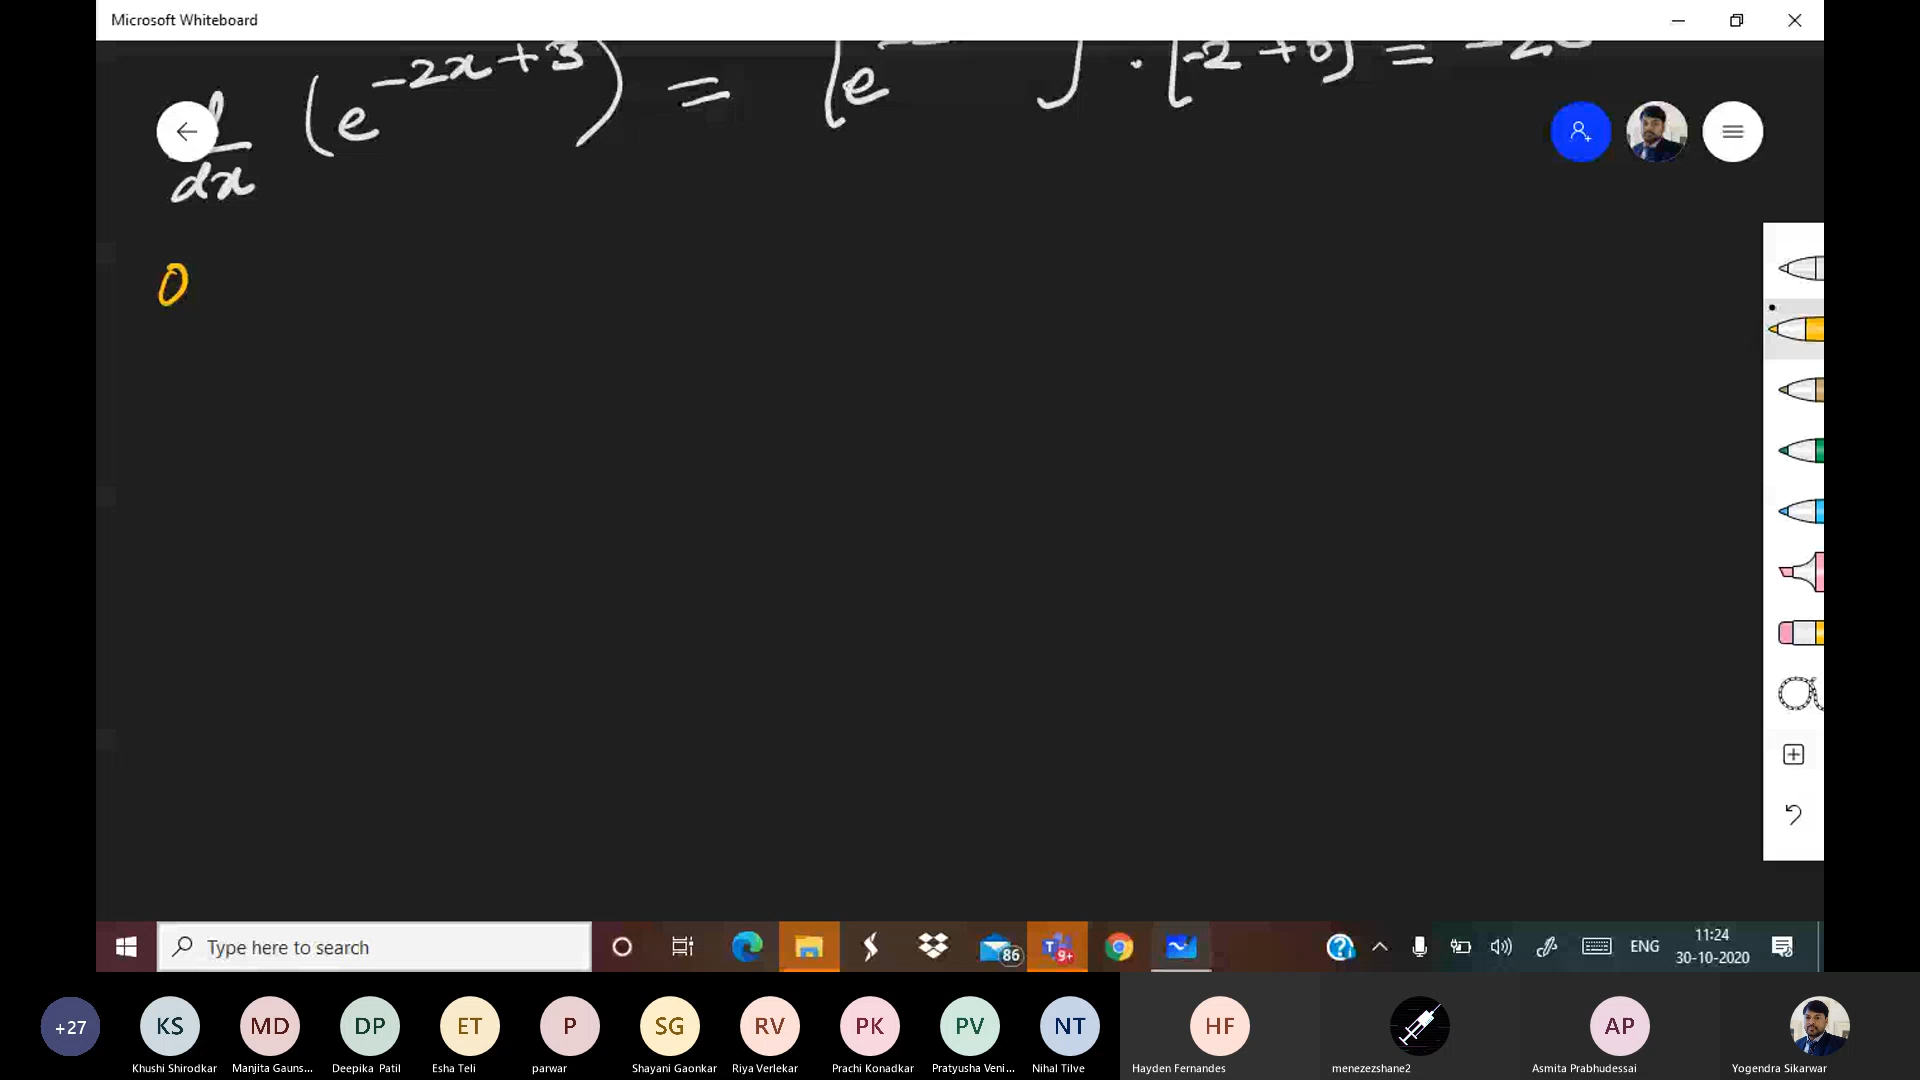 Microsoft Whiteboard
d/dx (e^-2x+3) = [e ] · [-2+0] = -2e
0
Type here to search
86
9+
ENG
11:24
30-10-2020
+27
KS
MD
DP
ET
P
SG
RV
PK
PV
NT
HF
AP
Khushi Shirodkar
Manjita Gauns...
Deepika Patil
Esha Teli
parwar
Shayani Gaonkar
Riya Verlekar
Prachi Konadkar
Pratyusha Veni...
Nihal Tilve
Hayden Fernandes
menezezshane2
Asmita Prabhudessai
Yogendra Sikarwar